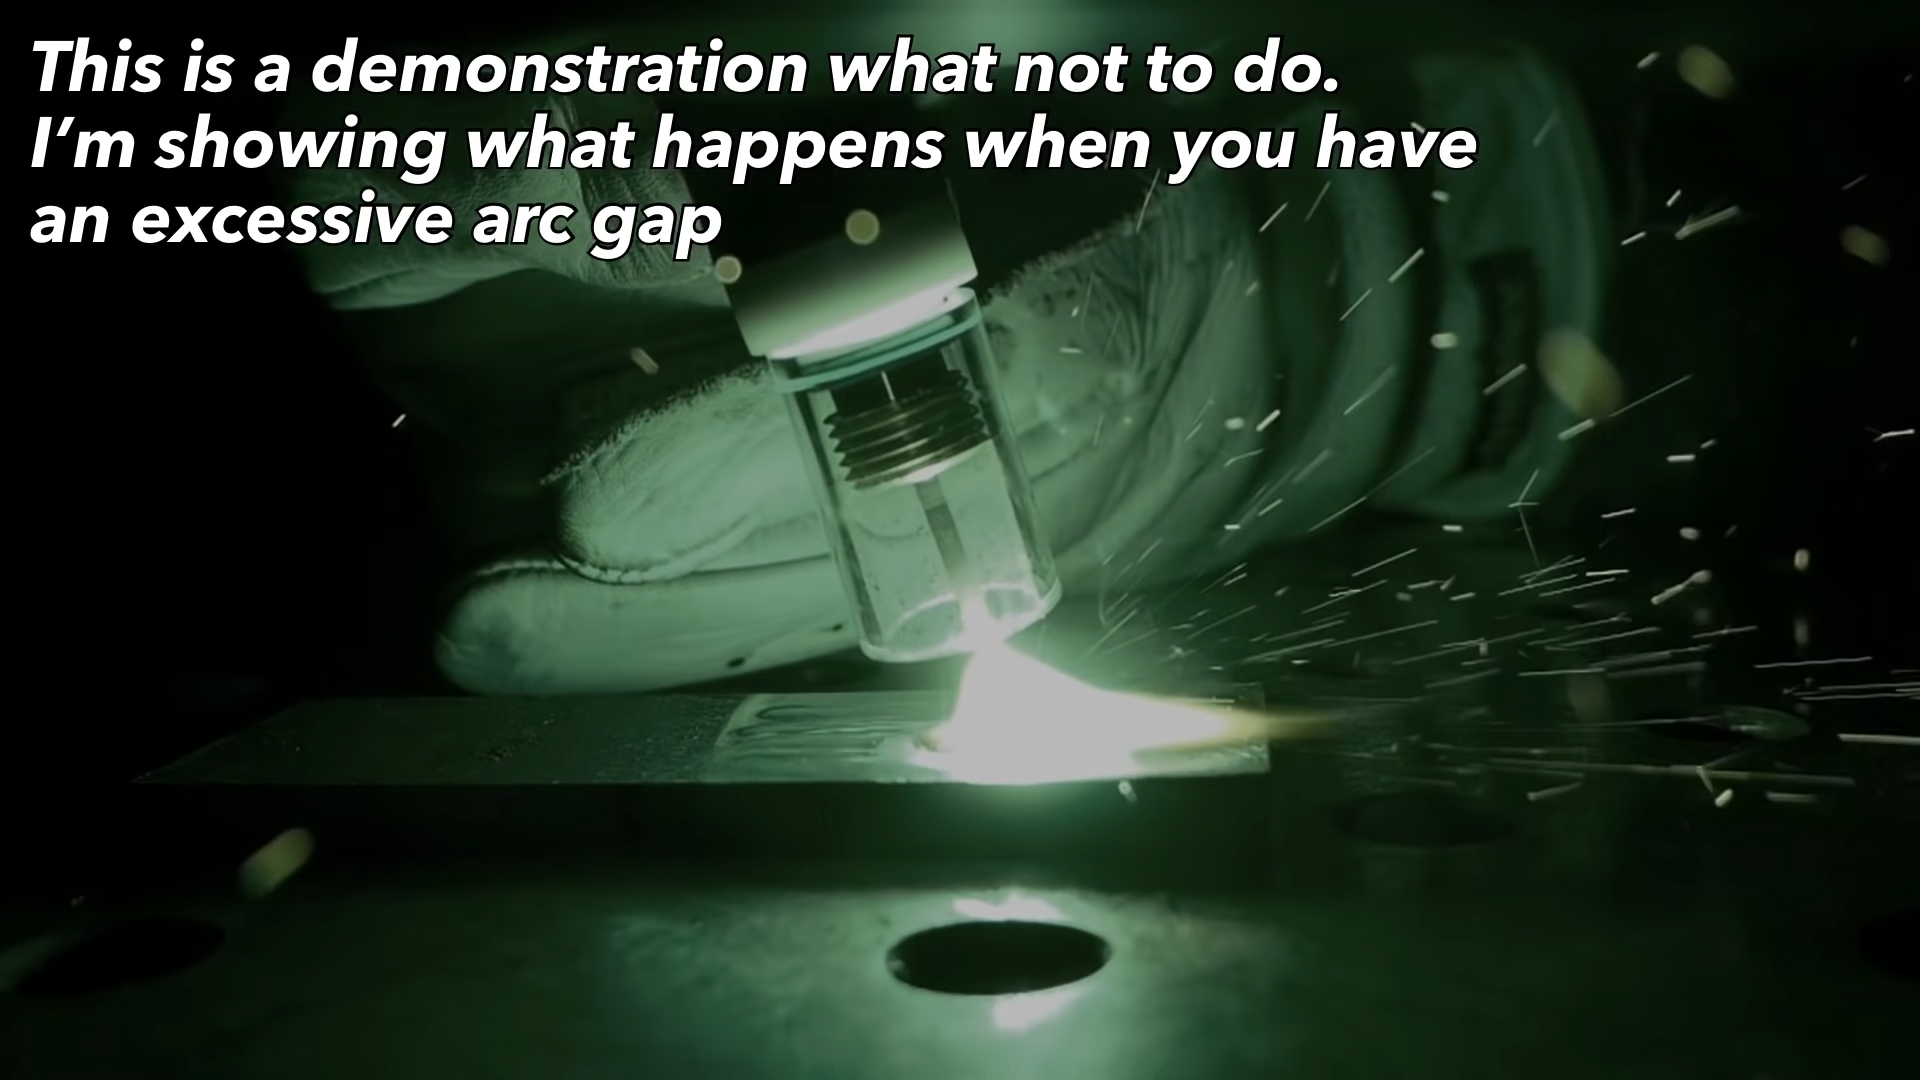 This is a demonstration what not to do.
I’m showing what happens when you have
an excessive arc gap